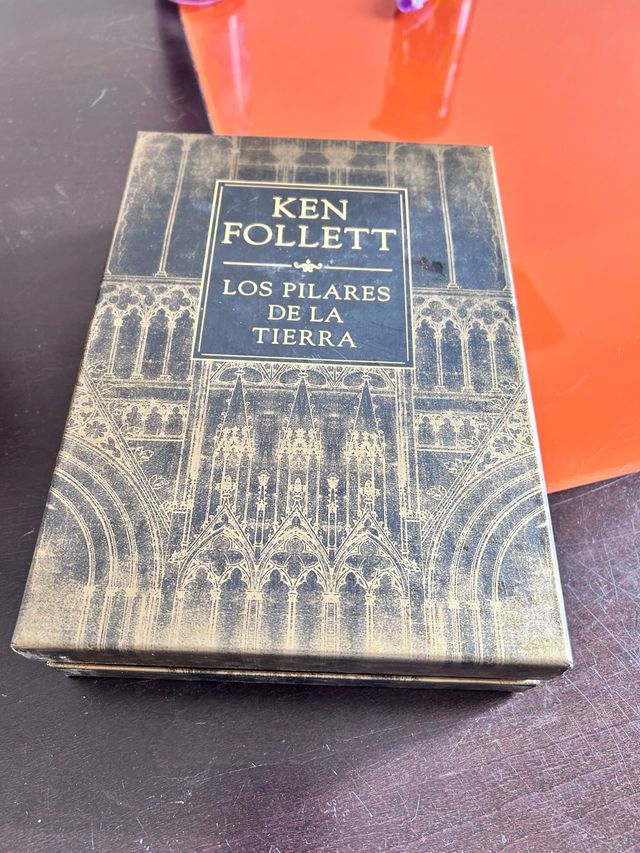 KEN
FOLLETT
LOS PILARES
DE LA
TIERRA